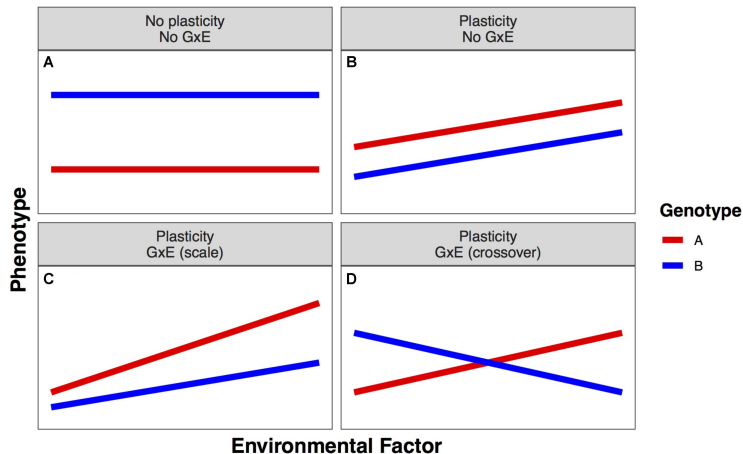 No plasticity
No GxE
Plasticity
No GxE
A
B
Plasticity
GxE (scale)
Plasticity
GxE (crossover)
C
D
Phenotype
Environmental Factor
Genotype
A
B